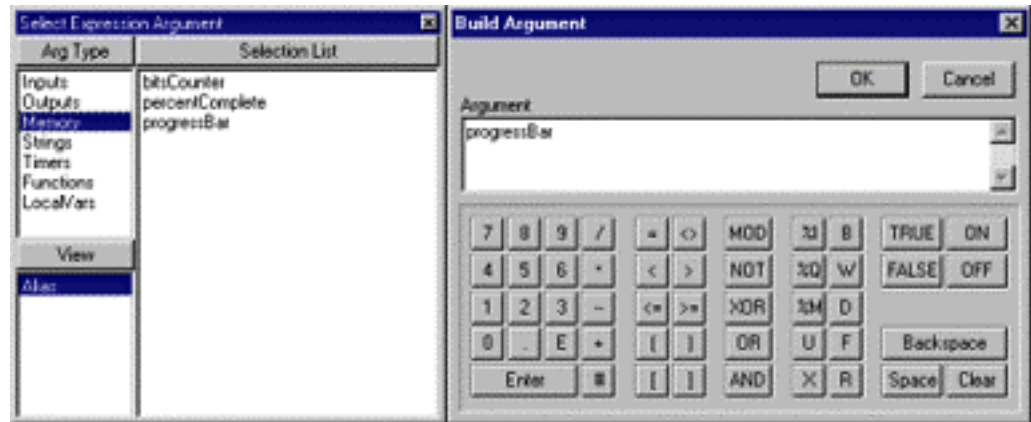 Select Expression Argument
Arg Type Selection List
Inputs
Outputs
Memory
Strings
Timers
Functions
LocalVars
bitsCounter
percentComplete
progressBar
View
Alias
Build Argument
OK Cancel
Argument
progressBar
7 8 9 / = <> MOD %I B TRUE ON
4 5 6 * < > NOT %Q W FALSE OFF
1 2 3 - <= >= XOR %M D
0 . E + ( ) OR U F Backspace
Enter # [ ] AND X R Space Clear